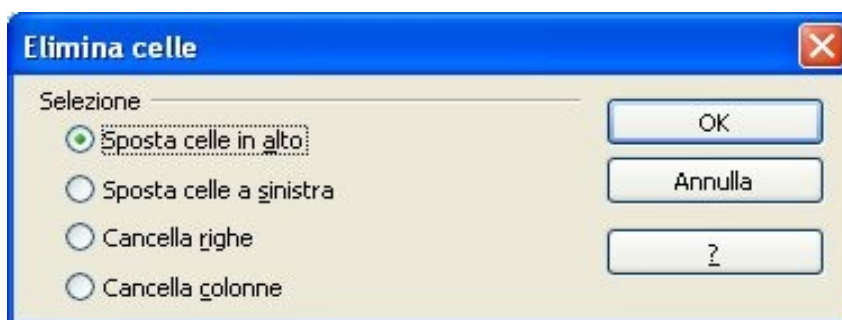 Elimina celle
Selezione
Sposta celle in alto
Sposta celle a sinistra
Cancella righe
Cancella colonne
OK
Annulla
?